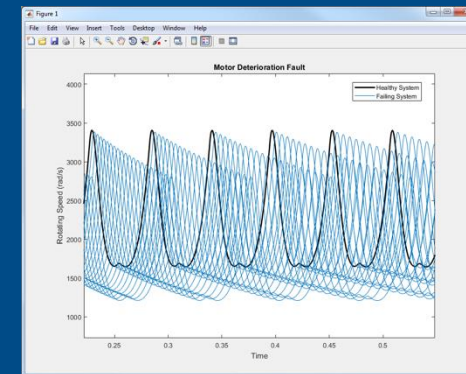 Figure 1
File Edit View Insert Tools Desktop Window Help
Motor Deterioration Fault
Healthy System
Failing System
4000
3500
3000
2500
2000
1500
1000
Rotating Speed (rad/s)
0.25 0.3 0.35 0.4 0.45 0.5
Time